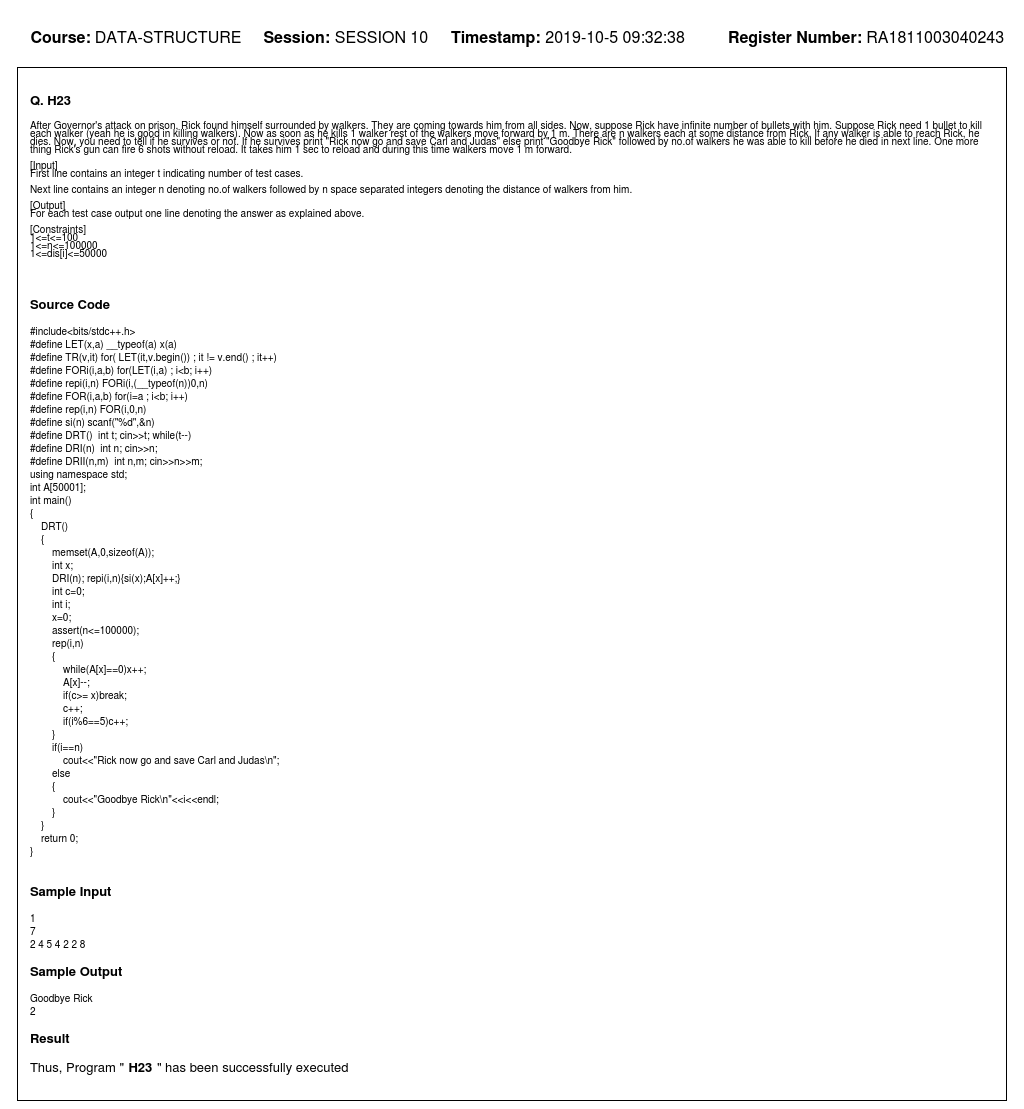 Course: DATA-STRUCTURE Session: SESSION 10 Timestamp: 2019-10-5 09:32:38 Register Number: RA1811003040243
Q. H23
After Governor's attack on prison, Rick found himself surrounded by walkers. They are coming towards him from all sides. Now, suppose Rick have infinite number of bullets with him. Suppose Rick need 1 bullet to kill
each walker (yeah he is good in killing walkers). Now as soon as he kills 1 walker rest of the walkers move forward by 1 m. There are n walkers each at some distance from Rick. If any walker is able to reach Rick, he
dies. Now, you need to tell if he survives or not. If he survives print "Rick now go and save Carl and Judas" else print "Goodbye Rick" followed by no.of walkers he was able to kill before he died in next line. One more
thing Rick's gun can fire 6 shots without reload. It takes him 1 sec to reload and during this time walkers move 1 m forward.
[Input]
First line contains an integer t indicating number of test cases.
Next line contains an integer n denoting no.of walkers followed by n space separated integers denoting the distance of walkers from him.
[Output]
For each test case output one line denoting the answer as explained above.
[Constraints]
1<=t<=100
1<=n<=100000
1<=dis[i]<=50000
Source Code
#include<bits/stdc++.h>
#define LET(x,a) __typeof(a) x(a)
#define TR(v,it) for( LET(it,v.begin()) ; it != v.end() ; it++)
#define FORi(i,a,b) for(LET(i,a) ; i<b; i++)
#define repi(i,n) FORi(i,(__typeof(n))0,n)
#define FOR(i,a,b) for(i=a ; i<b; i++)
#define rep(i,n) FOR(i,0,n)
#define si(n) scanf("%d",&n)
#define DRT()  int t; cin>>t; while(t--)
#define DRI(n)  int n; cin>>n;
#define DRII(n,m)  int n,m; cin>>n>>m;
using namespace std;
int A[50001];
int main()
{
    DRT()
    {
        memset(A,0,sizeof(A));
        int x;
        DRI(n); repi(i,n){si(x);A[x]++;}
        int c=0;
        int i;
        x=0;
        assert(n<=100000);
        rep(i,n)
        {
            while(A[x]==0)x++;
            A[x]--;
            if(c>= x)break;
            c++;
            if(i%6==5)c++;
        }
        if(i==n)
            cout<<"Rick now go and save Carl and Judas\n";
        else
        {
            cout<<"Goodbye Rick\n"<<i<<endl;
        }
    }
    return 0;
}
Sample Input
1
7
2 4 5 4 2 2 8
Sample Output
Goodbye Rick
2
Result
Thus, Program " H23 " has been successfully executed